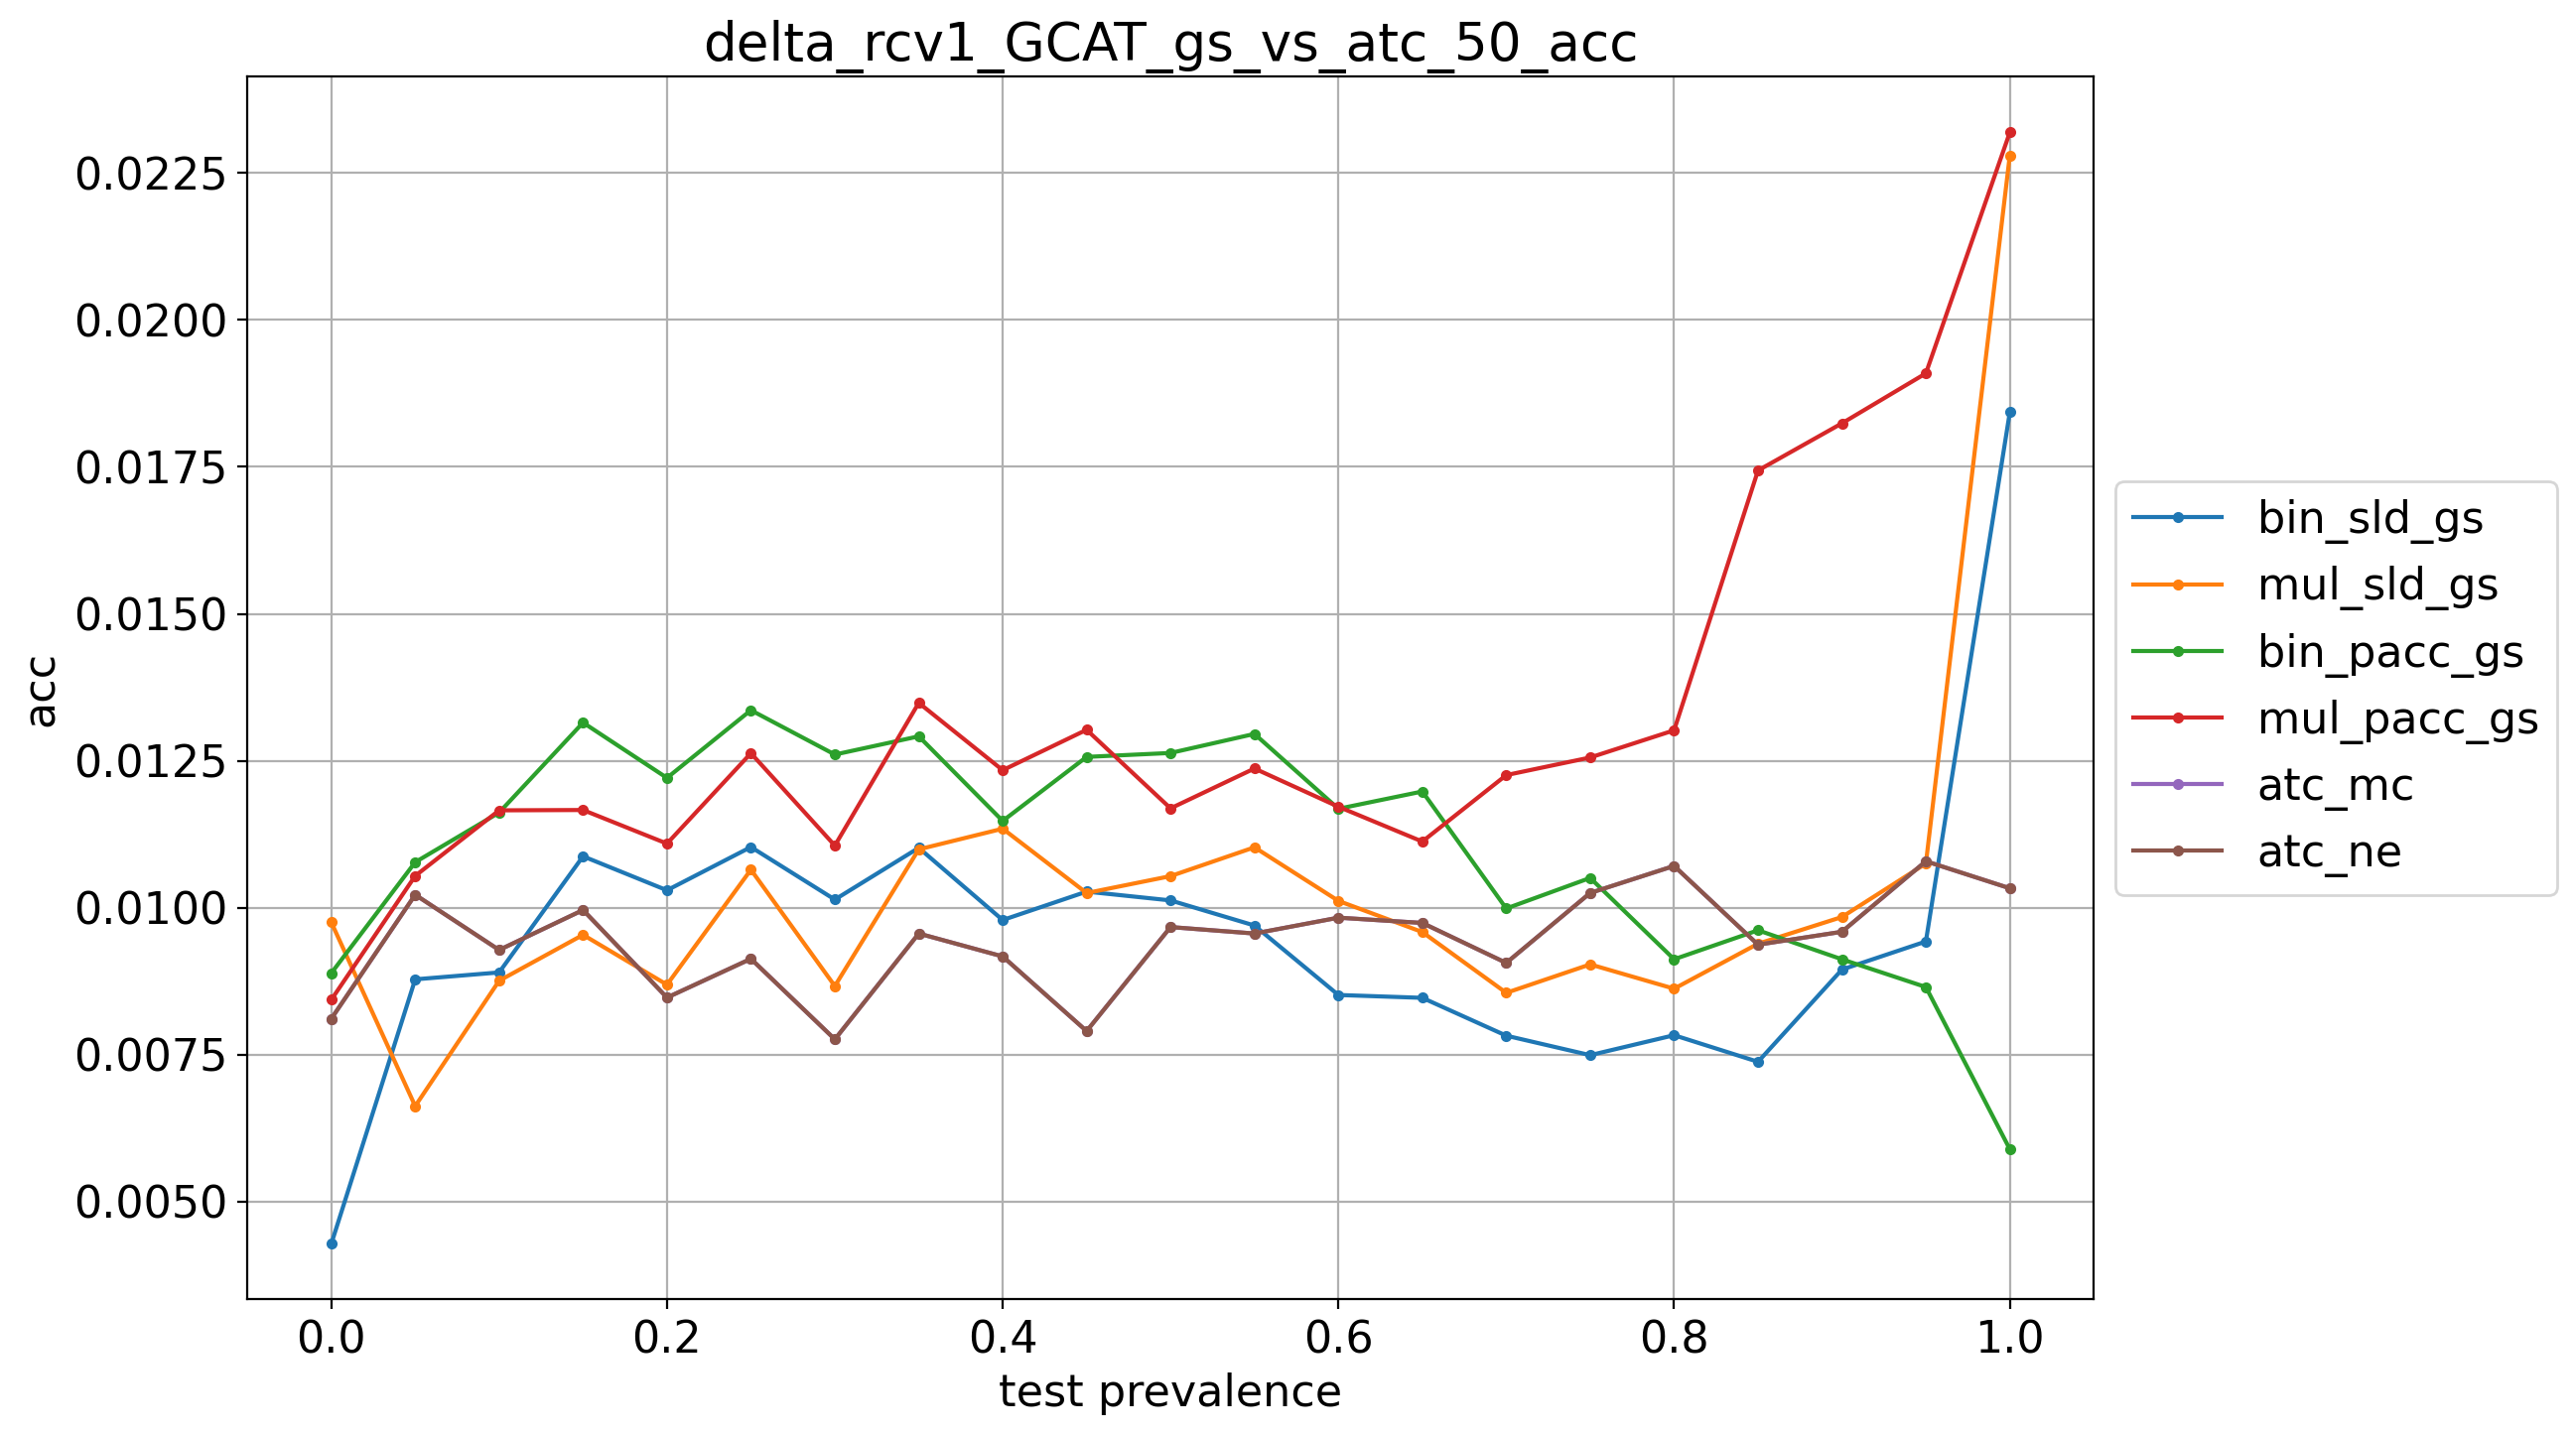 delta_rcv1_GCAT_gs_vs_atc_50_acc
0.0225
0.0200
0.0175
0.0150
0.0125
0.0100
0.0075
0.0050
acc
0.0 0.2 0.4 0.6 0.8 1.0
test prevalence
bin_sld_gs
mul_sld_gs
bin_pacc_gs
mul_pacc_gs
atc_mc
atc_ne